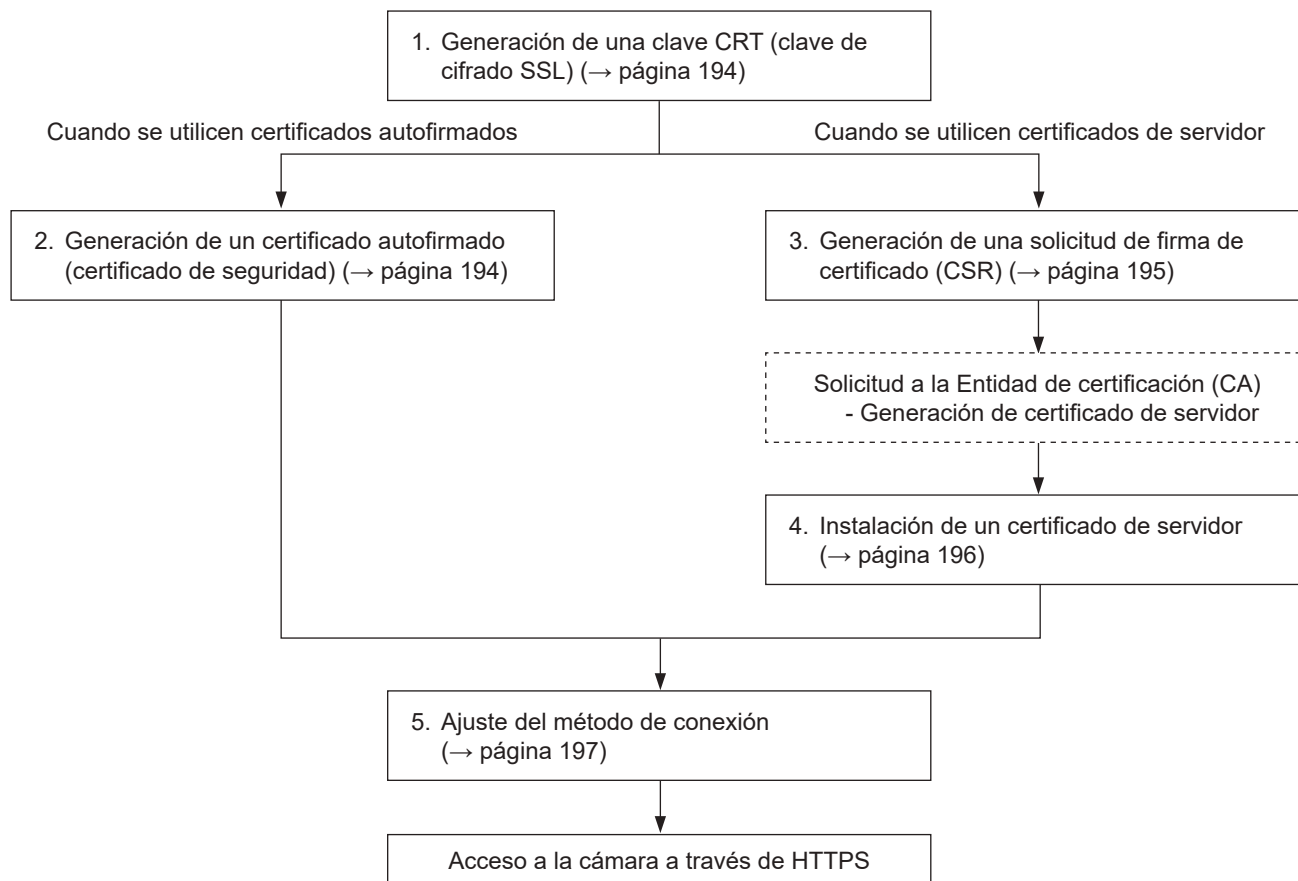 1. Generación de una clave CRT (clave de
cifrado SSL) (→ página 194)
Cuando se utilicen certificados autofirmados
Cuando se utilicen certificados de servidor
2. Generación de un certificado autofirmado
(certificado de seguridad) (→ página 194)
3. Generación de una solicitud de firma de
certificado (CSR) (→ página 195)
Solicitud a la Entidad de certificación (CA)
- Generación de certificado de servidor
4. Instalación de un certificado de servidor
(→ página 196)
5. Ajuste del método de conexión
(→ página 197)
Acceso a la cámara a través de HTTPS